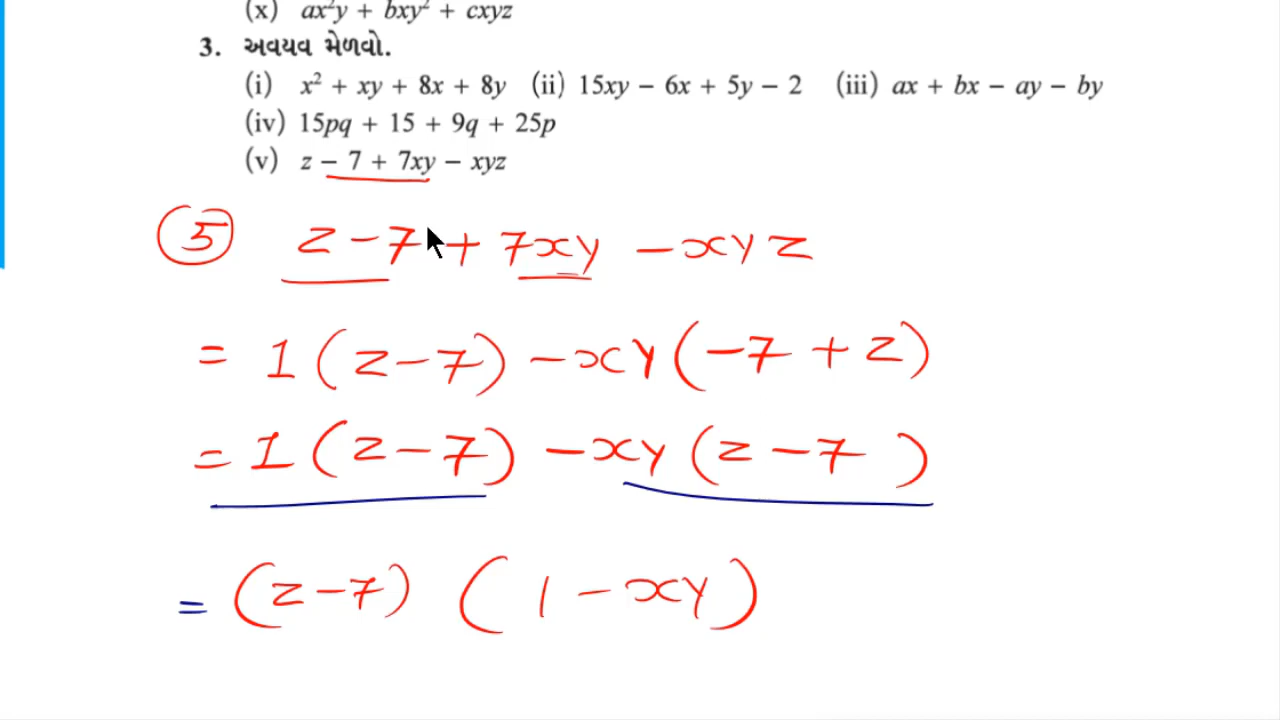 (x) ax²y + bxy² + cxyz
3. અવયવ મેળવો.
(i) x² + xy + 8x + 8y (ii) 15xy − 6x + 5y − 2 (iii) ax + bx − ay − by
(iv) 15pq + 15 + 9q + 25p
(v) z − 7 + 7xy − xyz
5 z − 7 + 7xy − xyz
= 1 (z − 7) − xy (−7 + z)
= 1 (z − 7) − xy (z − 7 )
= (z − 7) (1 − xy)